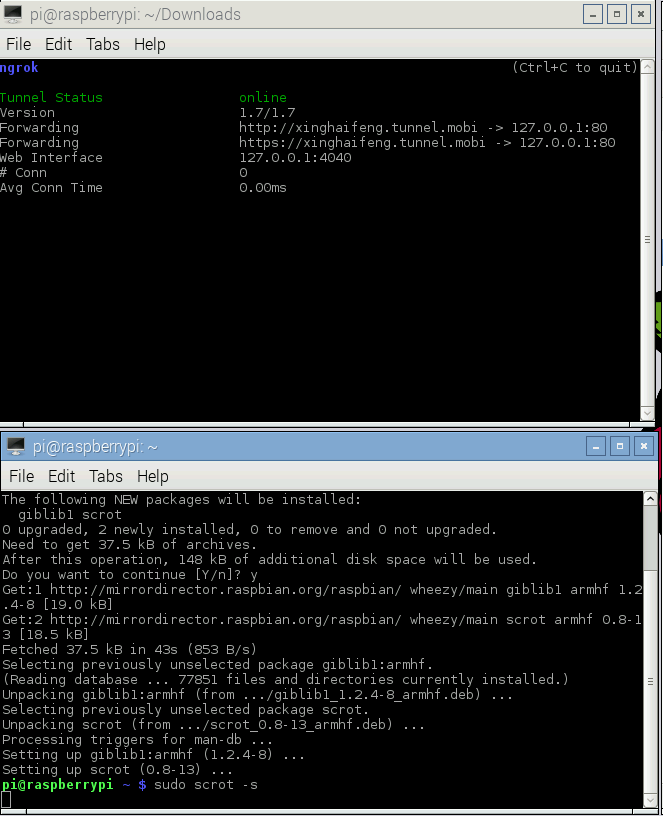 pi@raspberrypi: ~/Downloads
File Edit Tabs Help
ngrok (Ctrl+C to quit)
Tunnel Status online
Version 1.7/1.7
Forwarding http://xinghaifeng.tunnel.mobi -> 127.0.0.1:80
Forwarding https://xinghaifeng.tunnel.mobi -> 127.0.0.1:80
Web Interface 127.0.0.1:4040
# Conn 0
Avg Conn Time 0.00ms
pi@raspberrypi: ~
File Edit Tabs Help
The following NEW packages will be installed:
giblib1 scrot
0 upgraded, 2 newly installed, 0 to remove and 0 not upgraded.
Need to get 37.5 kB of archives.
After this operation, 148 kB of additional disk space will be used.
Do you want to continue [Y/n]? y
Get:1 http://mirrordirector.raspbian.org/raspbian/ wheezy/main giblib1 armhf 1.2
.4-8 [19.0 kB]
Get:2 http://mirrordirector.raspbian.org/raspbian/ wheezy/main scrot armhf 0.8-1
3 [18.5 kB]
Fetched 37.5 kB in 43s (853 B/s)
Selecting previously unselected package giblib1:armhf.
(Reading database ... 77851 files and directories currently installed.)
Unpacking giblib1:armhf (from .../giblib1_1.2.4-8_armhf.deb) ...
Selecting previously unselected package scrot.
Unpacking scrot (from .../scrot_0.8-13_armhf.deb) ...
Processing triggers for man-db ...
Setting up giblib1:armhf (1.2.4-8) ...
Setting up scrot (0.8-13) ...
pi@raspberrypi ~ $ sudo scrot -s